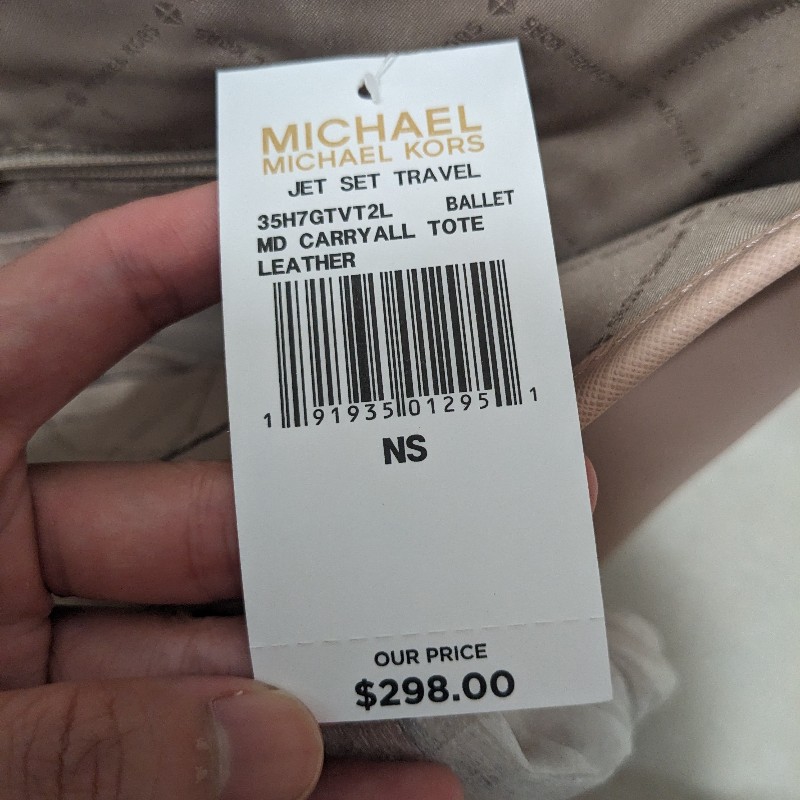 MICHAEL
MICHAEL KORS
JET SET TRAVEL
35H7GTVT2L BALLET
MD CARRYALL TOTE
LEATHER
1 91935 01295 1
NS
OUR PRICE
$298.00